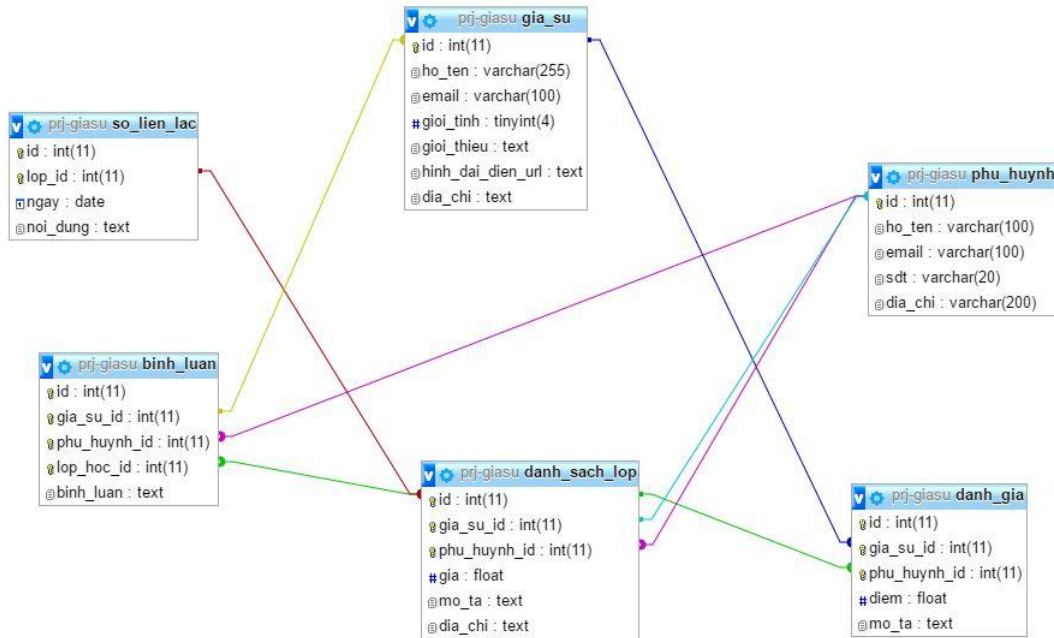 prj-giasu gia_su
id : int(11)
ho_ten : varchar(255)
email : varchar(100)
gioi_tinh : tinyint(4)
gioi_thieu : text
hinh_dai_dien_url : text
dia_chi : text
prj-giasu so_lien_lac
id : int(11)
lop_id : int(11)
ngay : date
noi_dung : text
prj-giasu phu_huynh
id : int(11)
ho_ten : varchar(100)
email : varchar(100)
sdt : varchar(20)
dia_chi : varchar(200)
prj-giasu binh_luan
id : int(11)
gia_su_id : int(11)
phu_huynh_id : int(11)
lop_hoc_id : int(11)
binh_luan : text
prj-giasu danh_sach_lop
id : int(11)
gia_su_id : int(11)
phu_huynh_id : int(11)
gia : float
mo_ta : text
dia_chi : text
prj-giasu danh_gia
id : int(11)
gia_su_id : int(11)
phu_huynh_id : int(11)
diem : float
mo_ta : text